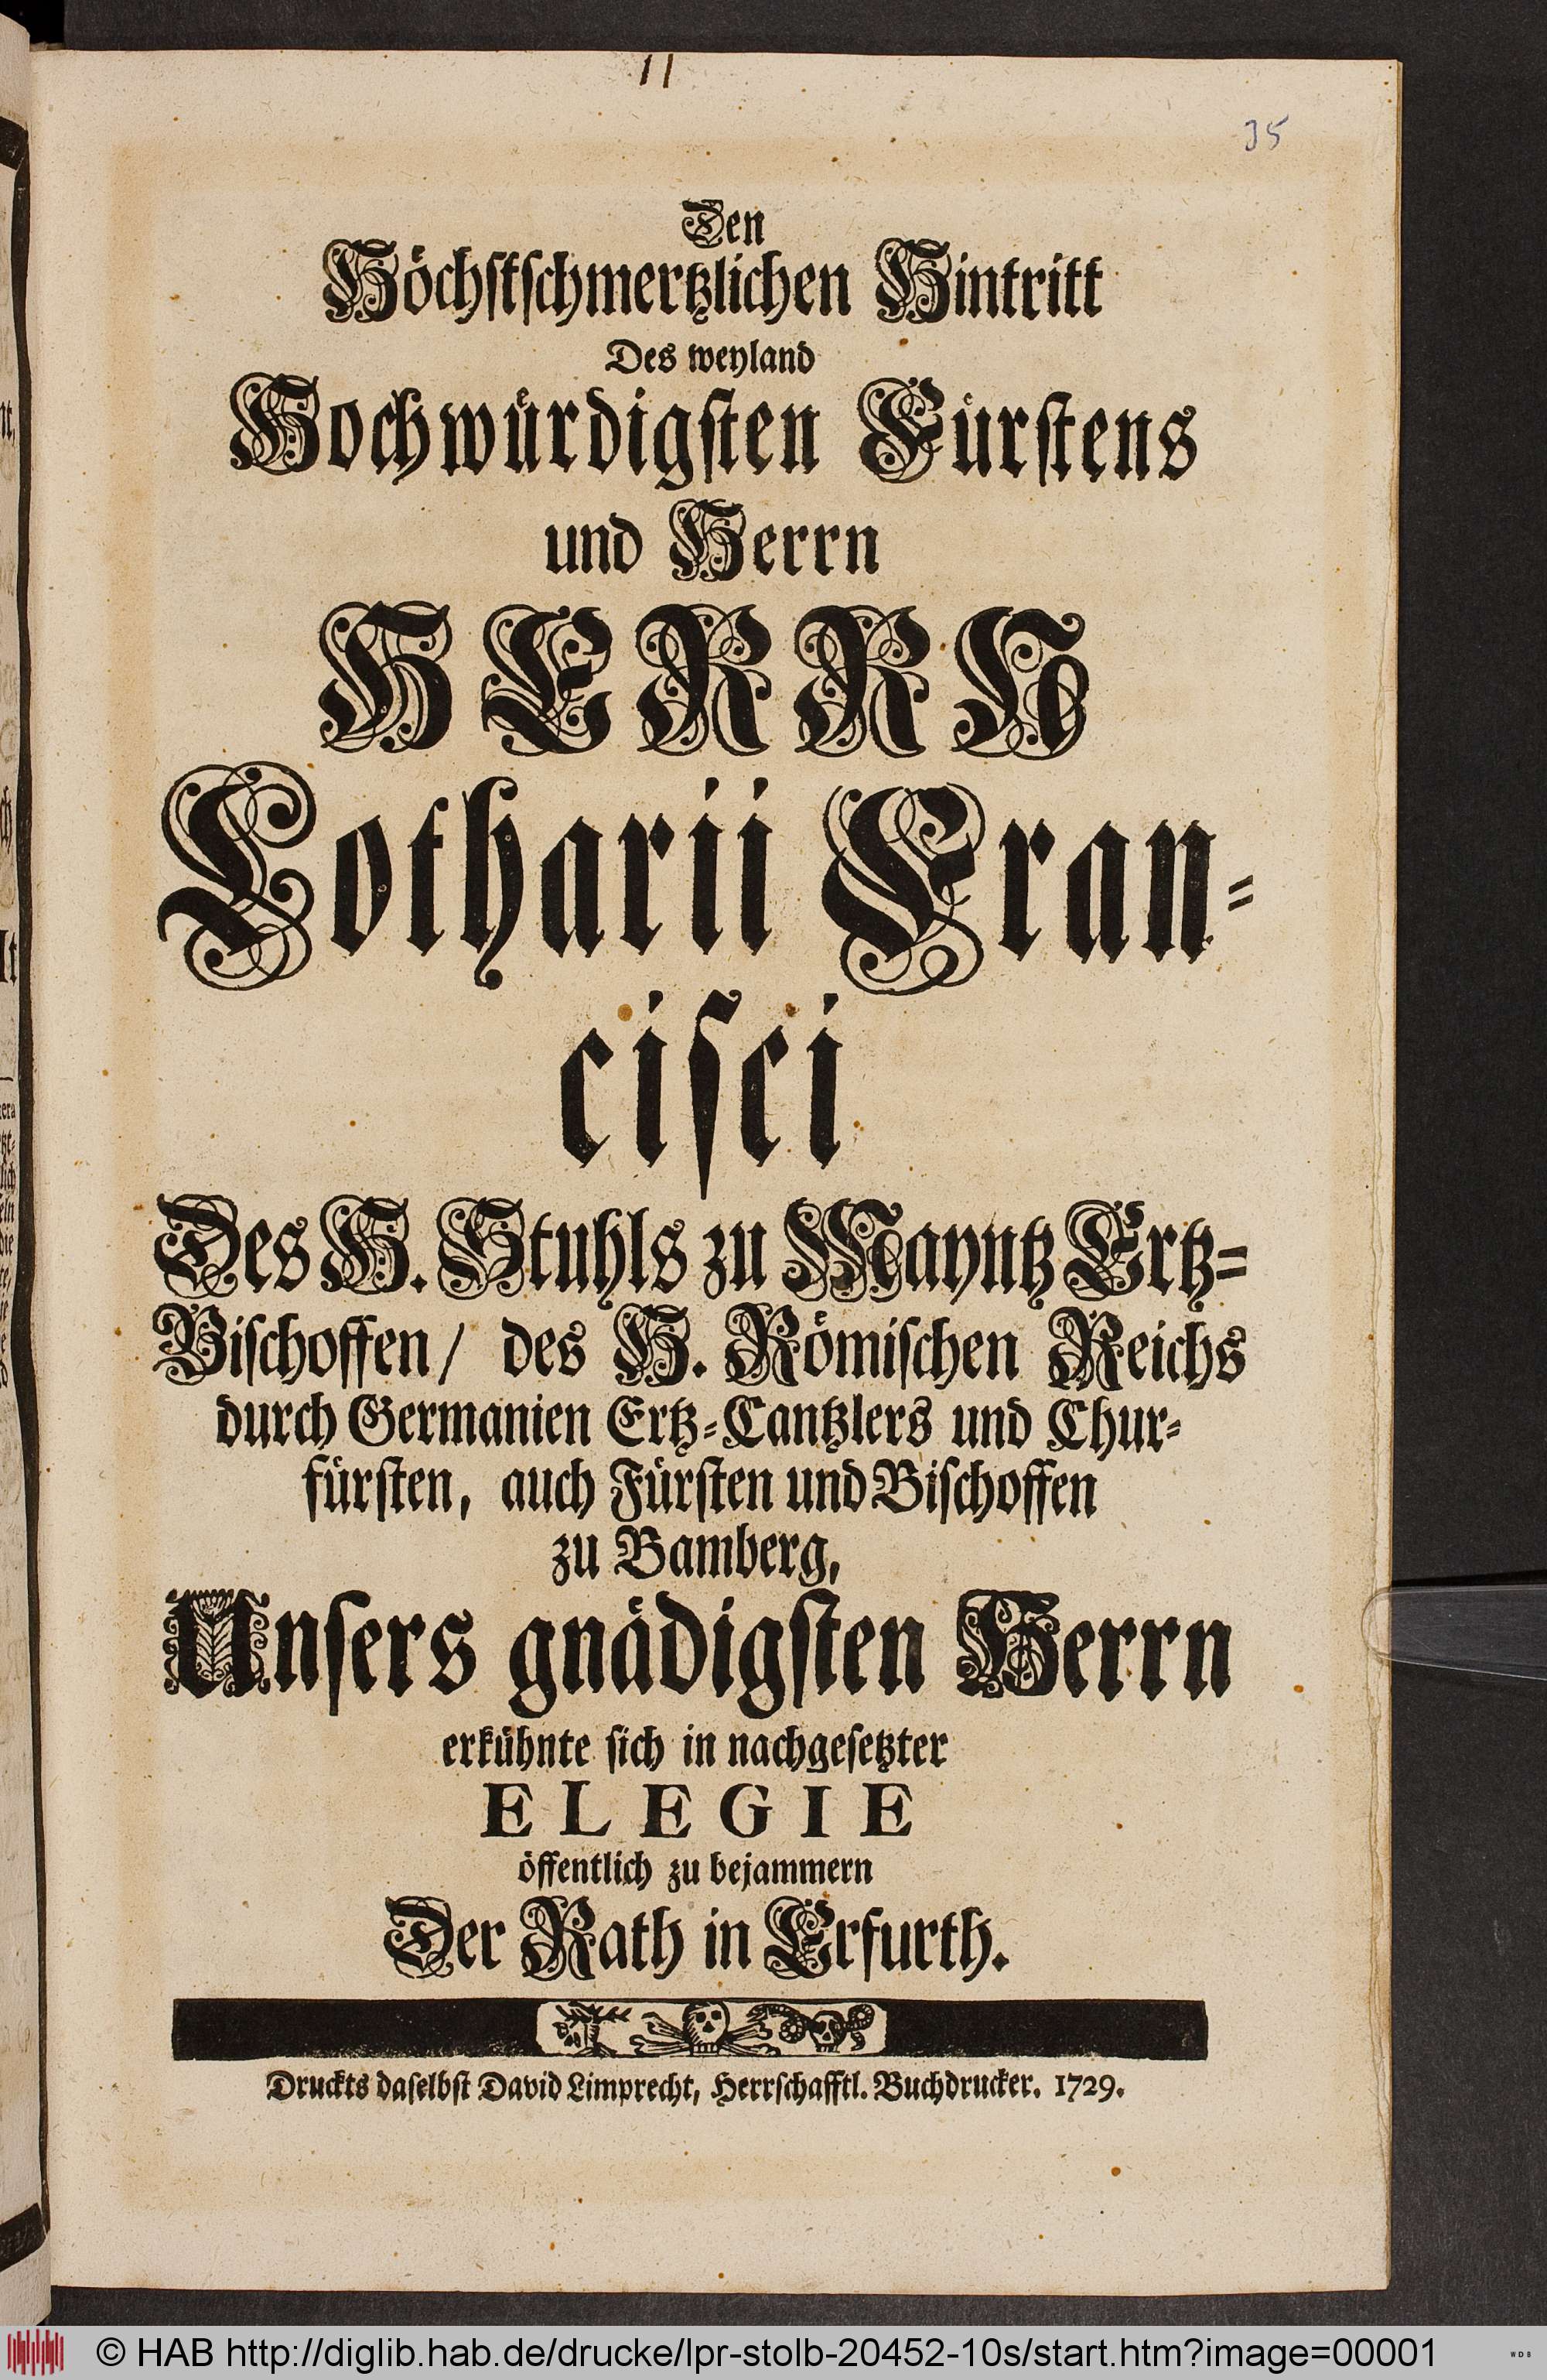 11
35
Den
Höchstschmertzlichen Hintritt
Des weyland
Hochwürdigsten Fürstens
und Herrn
HERRN
Lotharii Fran-
cisci
Des H. Stuhls zu Mayntz Ertz-
Bischoffen/ des H. Römischen Reichs
durch Germanien Ertz-Cantzlers und Chur-
fürsten, auch Fürsten und Bischoffen
zu Bamberg,
Unsers gnädigsten Herrn
erkühnte sich in nachgesetzter
ELEGIE
öffentlich zu bejammern
Der Rath in Erfurth.
Druckts daselbst David Limprecht, Herrschafftl. Buchdrucker. 1729.
© HAB http://diglib.hab.de/drucke/lpr-stolb-20452-10s/start.htm?image=00001
WDB